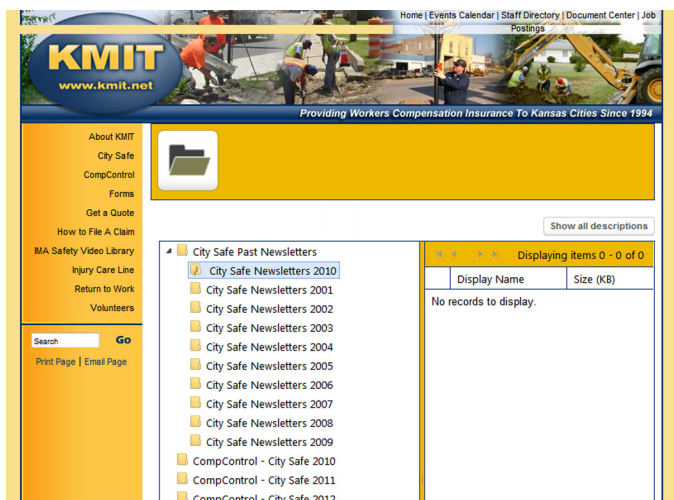 Home | Events Calendar | Staff Directory | Document Center | Job
Postings
KMIT
www.kmit.net
Providing Workers Compensation Insurance To Kansas Cities Since 1994
About KMIT
City Safe
CompControl
Forms
Get a Quote
How to File A Claim
IMA Safety Video Library
Injury Care Line
Return to Work
Volunteers
Search Go
Print Page | Email Page
Show all descriptions
City Safe Past Newsletters
City Safe Newsletters 2010
City Safe Newsletters 2001
City Safe Newsletters 2002
City Safe Newsletters 2003
City Safe Newsletters 2004
City Safe Newsletters 2005
City Safe Newsletters 2006
City Safe Newsletters 2007
City Safe Newsletters 2008
City Safe Newsletters 2009
CompControl - City Safe 2010
CompControl - City Safe 2011
CompControl - City Safe 2012
Displaying items 0 - 0 of 0
Display Name Size (KB)
No records to display.